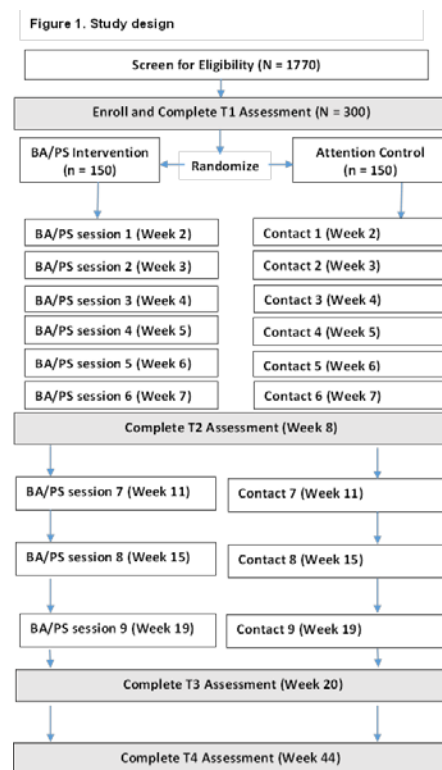 Figure 1. Study design
Screen for Eligibility (N = 1770)
Enroll and Complete T1 Assessment (N = 300)
BA/PS Intervention
(n = 150)
Randomize
Attention Control
(n = 150)
BA/PS session 1 (Week 2)
Contact 1 (Week 2)
BA/PS session 2 (Week 3)
Contact 2 (Week 3)
BA/PS session 3 (Week 4)
Contact 3 (Week 4)
BA/PS session 4 (Week 5)
Contact 4 (Week 5)
BA/PS session 5 (Week 6)
Contact 5 (Week 6)
BA/PS session 6 (Week 7)
Contact 6 (Week 7)
Complete T2 Assessment (Week 8)
BA/PS session 7 (Week 11)
Contact 7 (Week 11)
BA/PS session 8 (Week 15)
Contact 8 (Week 15)
BA/PS session 9 (Week 19)
Contact 9 (Week 19)
Complete T3 Assessment (Week 20)
Complete T4 Assessment (Week 44)